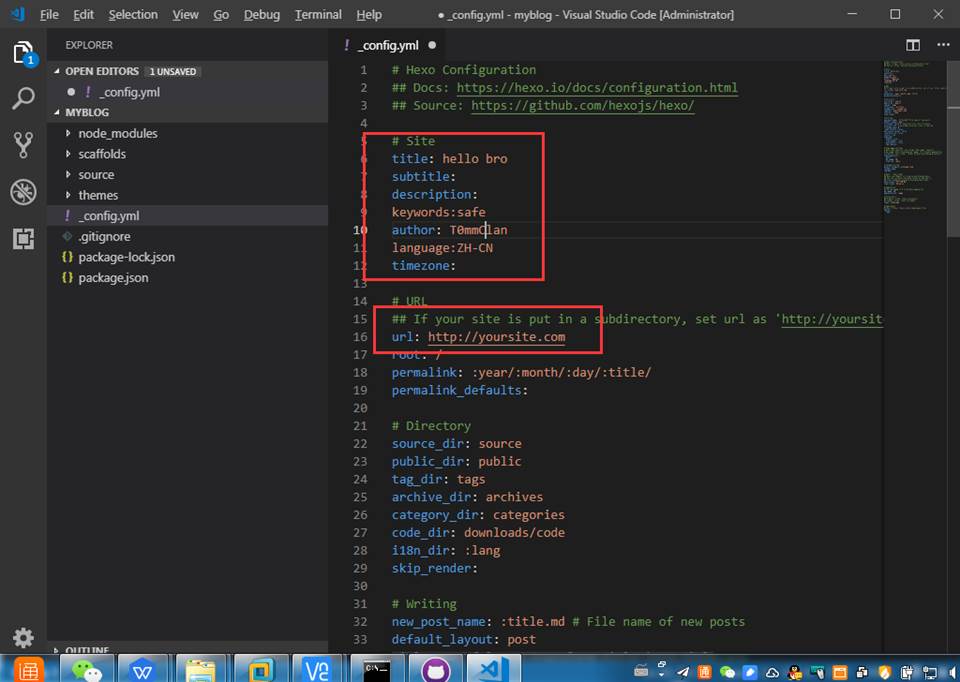 File Edit Selection View Go Debug Terminal Help
● _config.yml - myblog - Visual Studio Code [Administrator]
EXPLORER
OPEN EDITORS 1 UNSAVED
● ! _config.yml
MYBLOG
node_modules
scaffolds
source
themes
! _config.yml
.gitignore
{} package-lock.json
{} package.json
OUTLINE
1
! _config.yml ●
1 # Hexo Configuration
2 ## Docs: https://hexo.io/docs/configuration.html
3 ## Source: https://github.com/hexojs/hexo/
4
5 # Site
6 title: hello bro
7 subtitle:
8 description:
9 keywords:safe
10 author: T0mmClan
11 language:ZH-CN
12 timezone:
13
14 # URL
15 ## If your site is put in a subdirectory, set url as 'http://yoursite
16 url: http://yoursite.com
17 root: /
18 permalink: :year/:month/:day/:title/
19 permalink_defaults:
20
21 # Directory
22 source_dir: source
23 public_dir: public
24 tag_dir: tags
25 archive_dir: archives
26 category_dir: categories
27 code_dir: downloads/code
28 i18n_dir: :lang
29 skip_render:
30
31 # Writing
32 new_post_name: :title.md # File name of new posts
33 default_layout: post